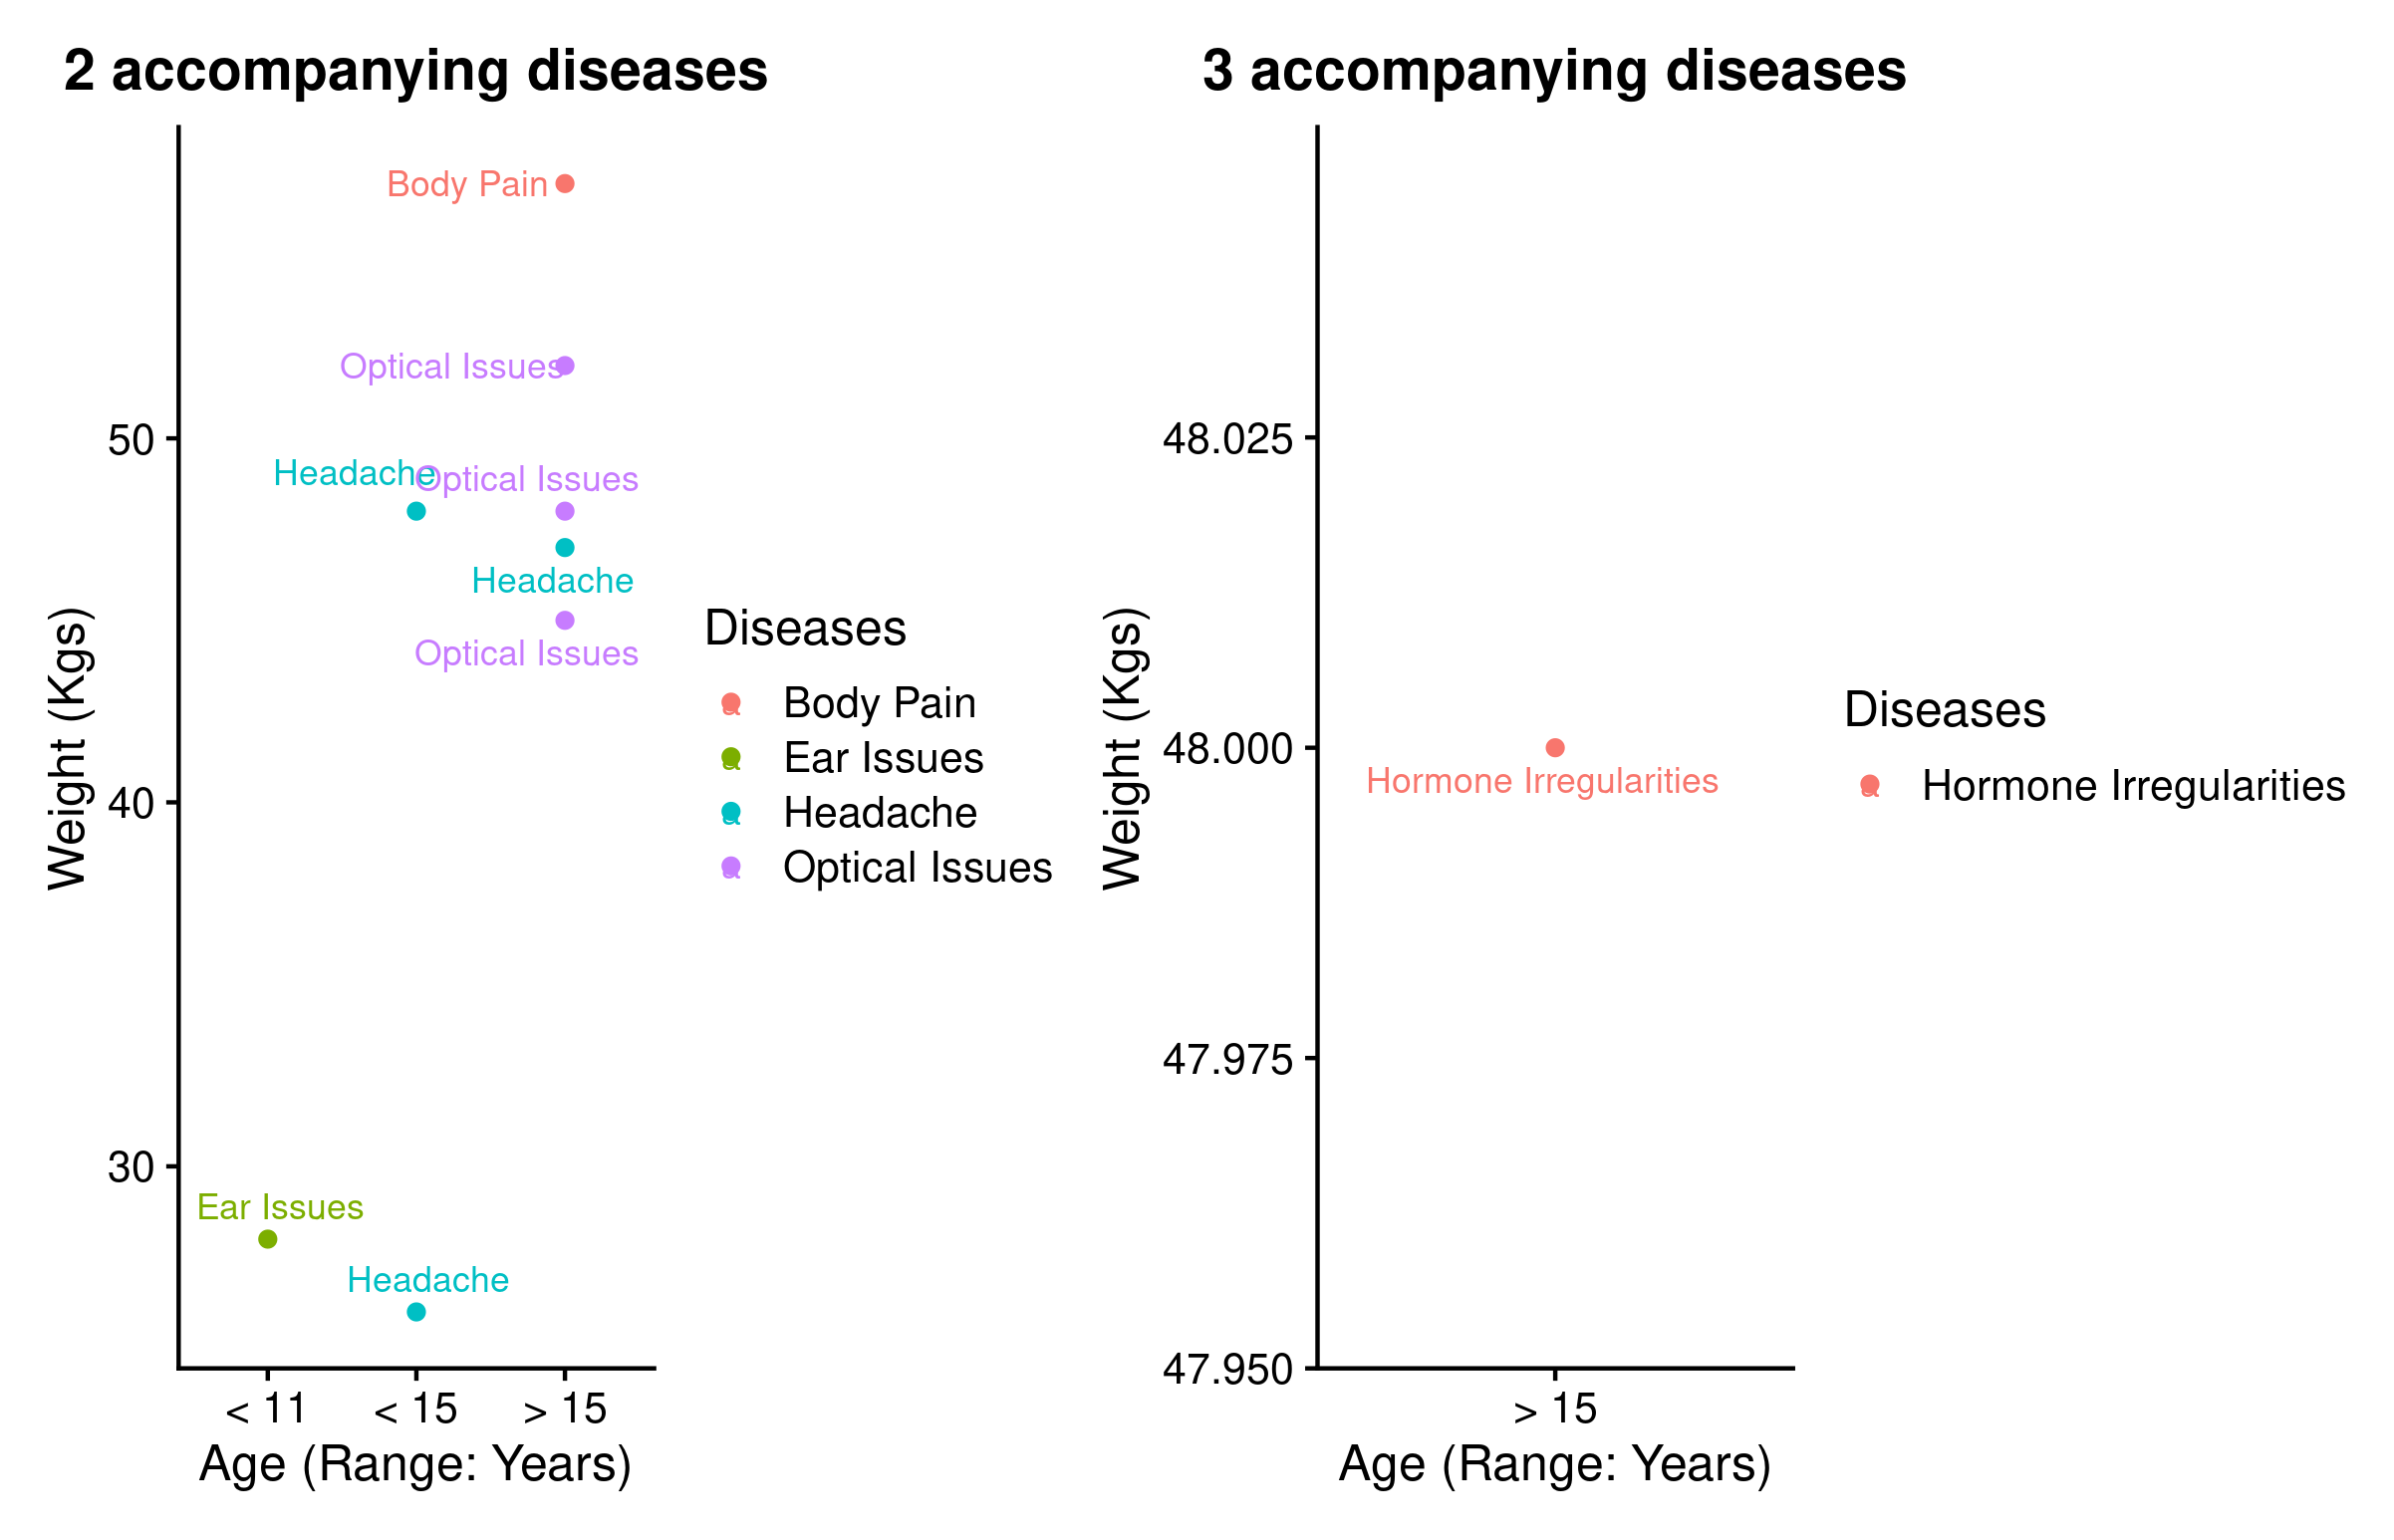 2 accompanying diseases
Weight (Kgs)
50
40
30
Body Pain
Optical Issues
Headache
Optical Issues
Headache
Optical Issues
Ear Issues
Headache
< 11
< 15
> 15
Age (Range: Years)
Diseases
a Body Pain
a Ear Issues
a Headache
a Optical Issues
3 accompanying diseases
Weight (Kgs)
48.025
48.000
47.975
47.950
Hormone Irregularities
> 15
Age (Range: Years)
Diseases
a Hormone Irregularities